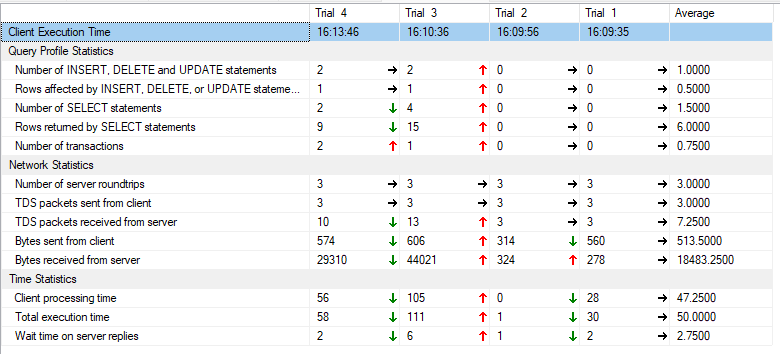 Trial 4 Trial 3 Trial 2 Trial 1 Average
Client Execution Time 16:13:46 16:10:36 16:09:56 16:09:35
Query Profile Statistics
Number of INSERT, DELETE and UPDATE statements 2 → 2 ↑ 0 → 0 → 1.0000
Rows affected by INSERT, DELETE, or UPDATE stateme... 1 → 1 ↑ 0 → 0 → 0.5000
Number of SELECT statements 2 ↓ 4 ↑ 0 → 0 → 1.5000
Rows returned by SELECT statements 9 ↓ 15 ↑ 0 → 0 → 6.0000
Number of transactions 2 ↑ 1 ↑ 0 → 0 → 0.7500
Network Statistics
Number of server roundtrips 3 → 3 → 3 → 3 → 3.0000
TDS packets sent from client 3 → 3 → 3 → 3 → 3.0000
TDS packets received from server 10 ↓ 13 ↑ 3 → 3 → 7.2500
Bytes sent from client 574 ↓ 606 ↑ 314 ↓ 560 → 513.5000
Bytes received from server 29310 ↓ 44021 ↑ 324 ↑ 278 → 18483.2500
Time Statistics
Client processing time 56 ↓ 105 ↑ 0 ↓ 28 → 47.2500
Total execution time 58 ↓ 111 ↑ 1 ↓ 30 → 50.0000
Wait time on server replies 2 ↓ 6 ↑ 1 ↓ 2 → 2.7500